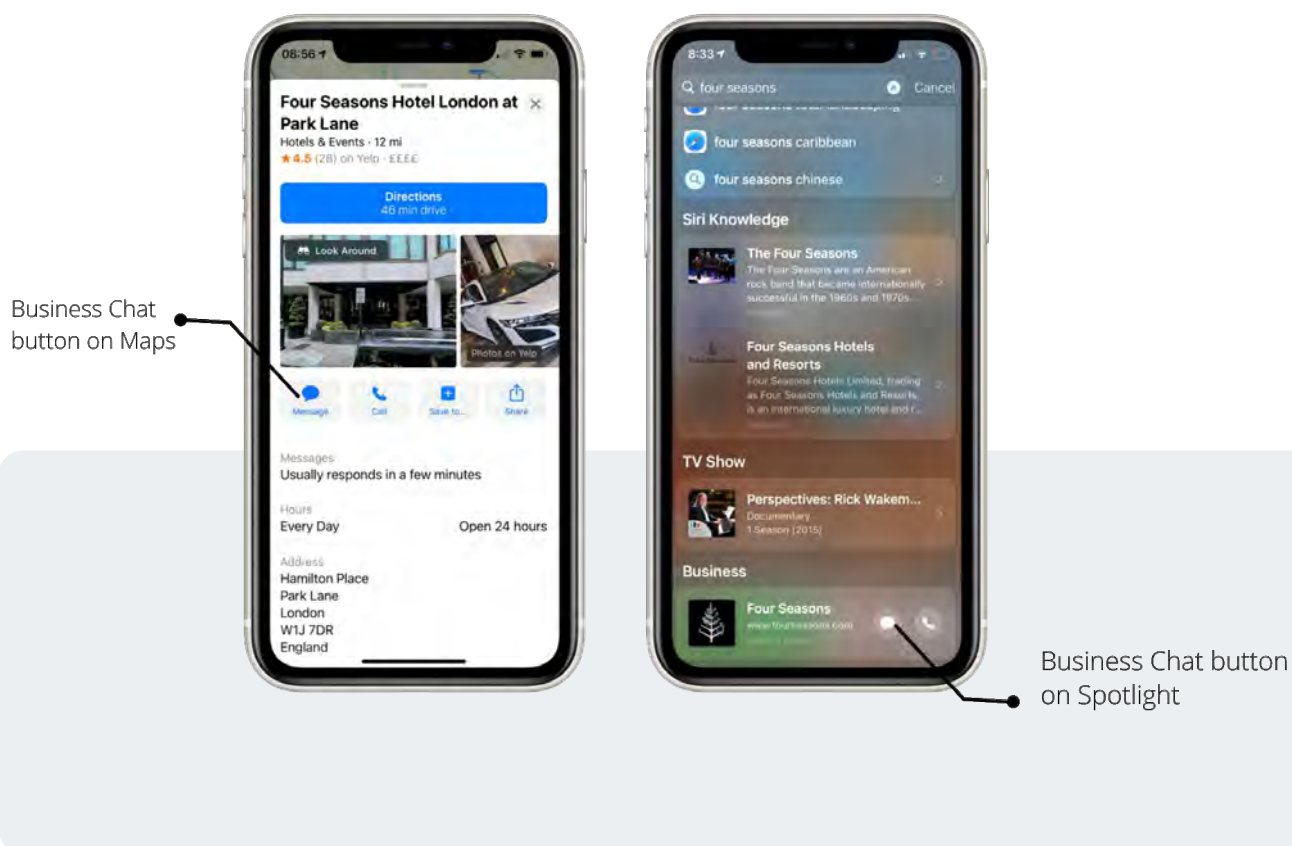 Business Chat
button on Maps
08:56
Four Seasons Hotel London at
Park Lane
Hotels & Events · 12 mi
★4.5 (28) on Yelp · ££££
Directions
46 min drive
Look Around
Photos on Yelp
Message
Call
Save to...
Share
Messages
Usually responds in a few minutes
Hours
Every Day
Open 24 hours
Address
Hamilton Place
Park Lane
London
W1J 7DR
England
8:33
four seasons
Cancel
four seasons total landscaping
four seasons caribbean
four seasons chinese
Siri Knowledge
The Four Seasons
The Four Seasons are an American
rock band that became internationally
successful in the 1960s and 1970s...
Four Seasons Hotels
and Resorts
Four Seasons Hotels Limited, trading
as Four Seasons Hotels and Resorts,
is an international luxury hotel and r...
TV Show
Perspectives: Rick Wakem...
Documentary
1 Season (2015)
Business
Four Seasons
www.fourseasons.com
Business Chat button
on Spotlight